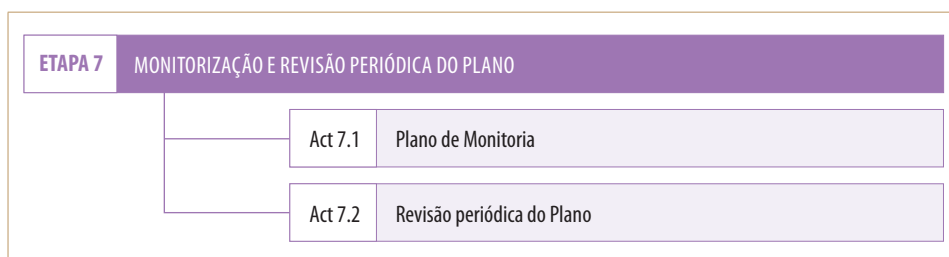 ETAPA 7 MONITORIZAÇÃO E REVISÃO PERIÓDICA DO PLANO
Act 7.1 Plano de Monitoria
Act 7.2 Revisão periódica do Plano